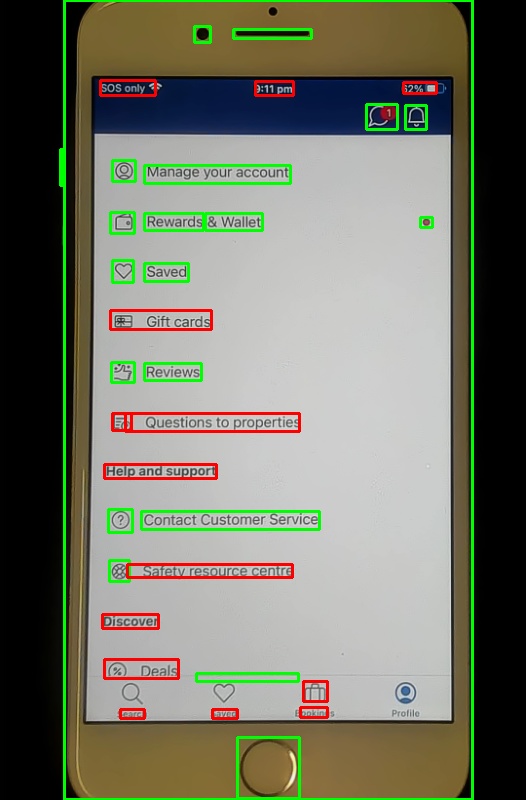 SOS only 9:11 pm 52%
1
Manage your account
Rewards & Wallet
Saved
Gift cards
Reviews
Questions to properties
Help and support
Contact Customer Service
Safety resource centre
Discover
Deals
Search Saved Bookings Profile